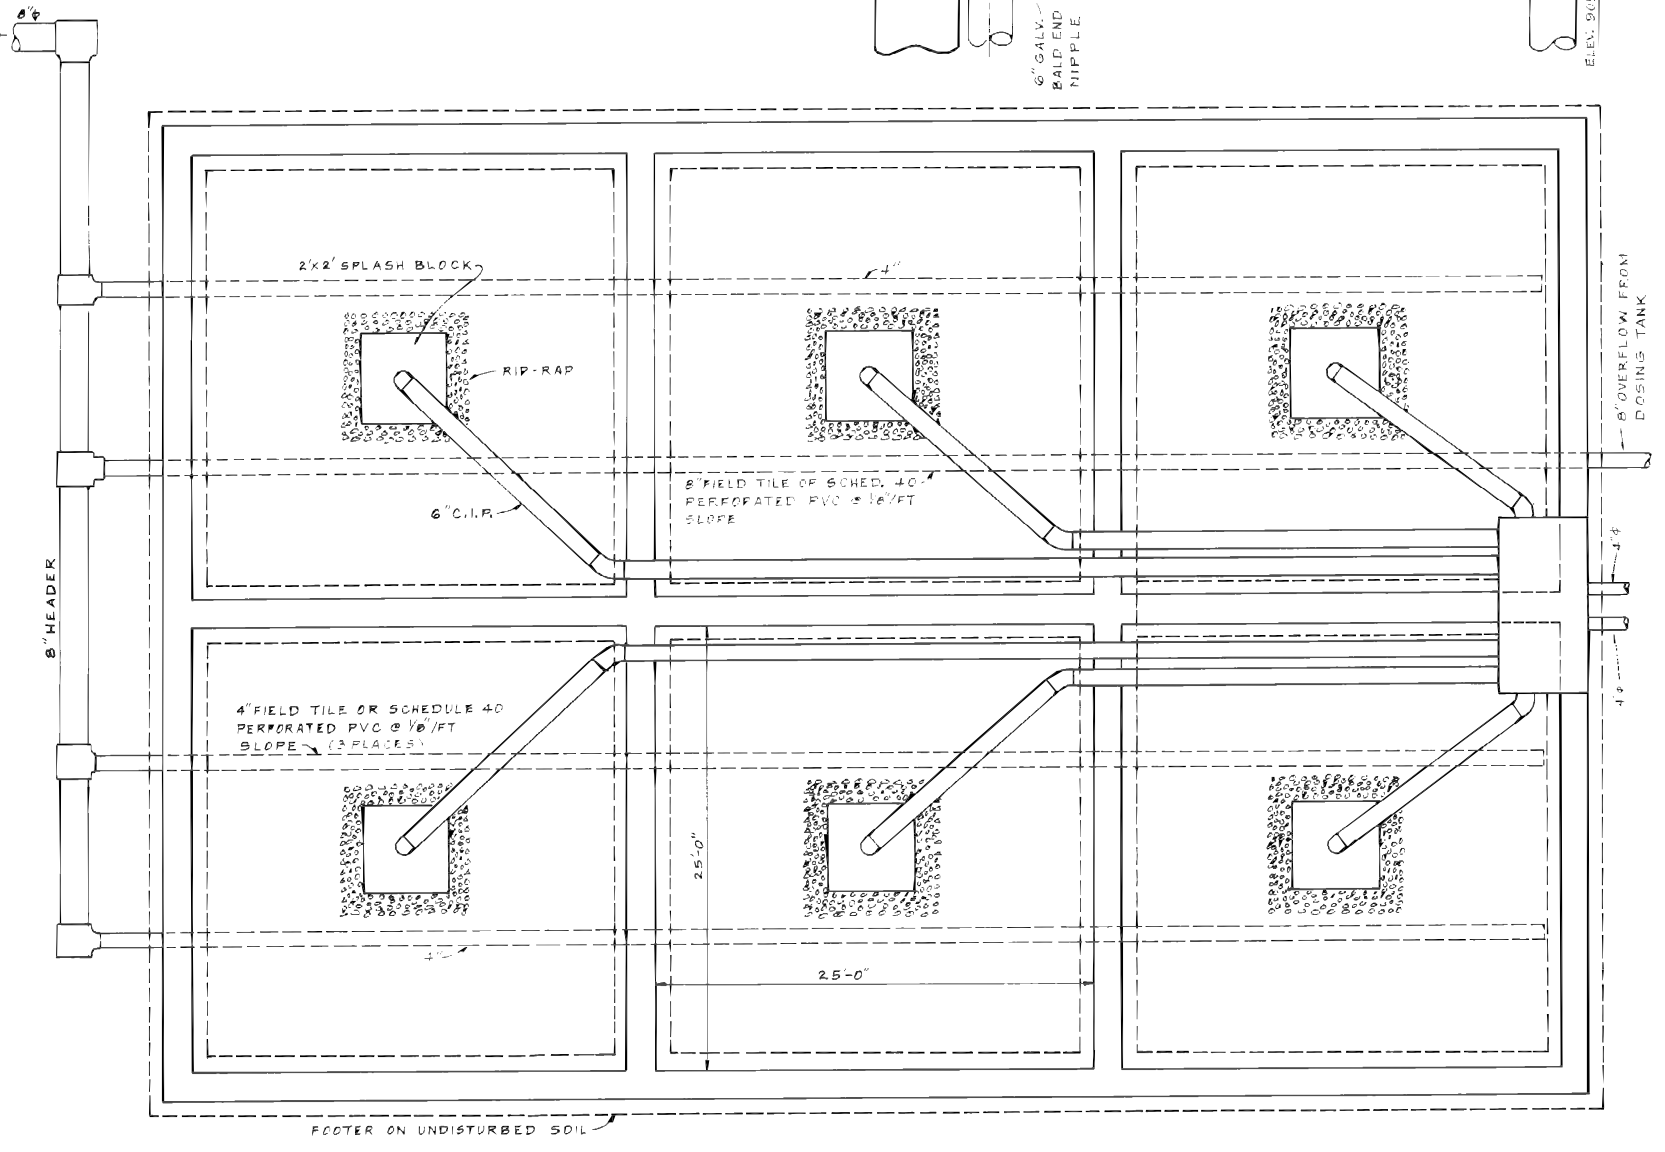 8"⌀
6" GALV.
BALD END
NIPPLE
ELEV. 905
2'X2' SPLASH BLOCK
4"
RIP-RAP
8" OVERFLOW FROM
DOSING TANK
8" FIELD TILE OF SCHED. 40
PERFORATED PVC @ 1/8"/FT
SLOPE
6" C.I.P.
4"⌀
8" HEADER
4"⌀
4" FIELD TILE OR SCHEDULE 40
PERFORATED PVC @ 1/8"/FT
SLOPE (3 PLACES)
25'-0"
4"
25'-0"
FOOTER ON UNDISTURBED SOIL